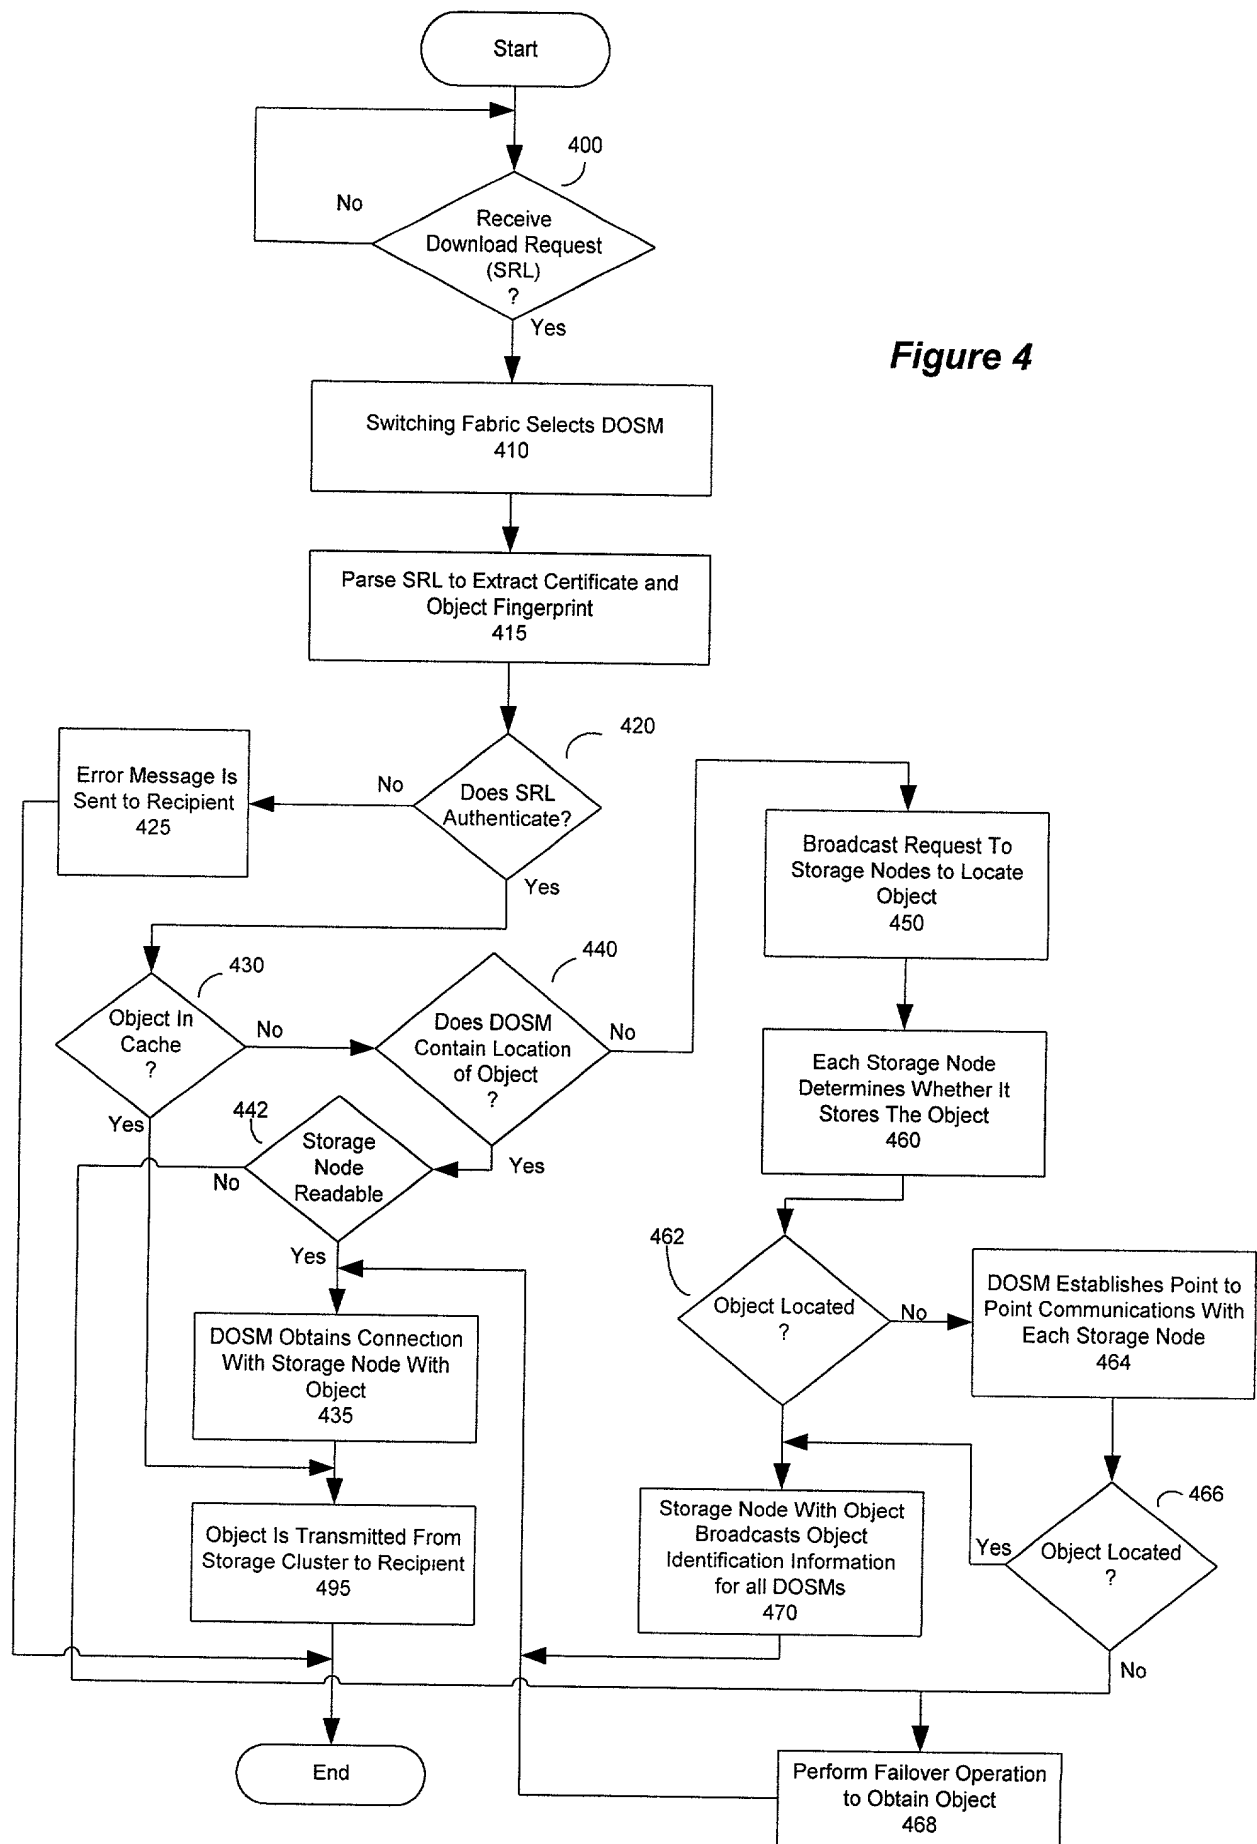 Start
400
No
Receive
Download Request
(SRL)
?
Yes
Figure 4
Switching Fabric Selects DOSM
410
Parse SRL to Extract Certificate and
Object Fingerprint
415
420
Error Message Is
Sent to Recipient
425
No
Does SRL
Authenticate?
Yes
Broadcast Request To
Storage Nodes to Locate
Object
450
430
Object In
Cache
?
No
Yes
440
Does DOSM
Contain Location
of Object
?
No
Yes
Each Storage Node
Determines Whether It
Stores The Object
460
442
Storage
Node
Readable
No
Yes
462
Object Located
?
No
DOSM Establishes Point to
Point Communications With
Each Storage Node
464
DOSM Obtains Connection
With Storage Node With
Object
435
466
Object Located
?
Yes
No
Storage Node With Object
Broadcasts Object
Identification Information
for all DOSMs
470
Object Is Transmitted From
Storage Cluster to Recipient
495
End
Perform Failover Operation
to Obtain Object
468